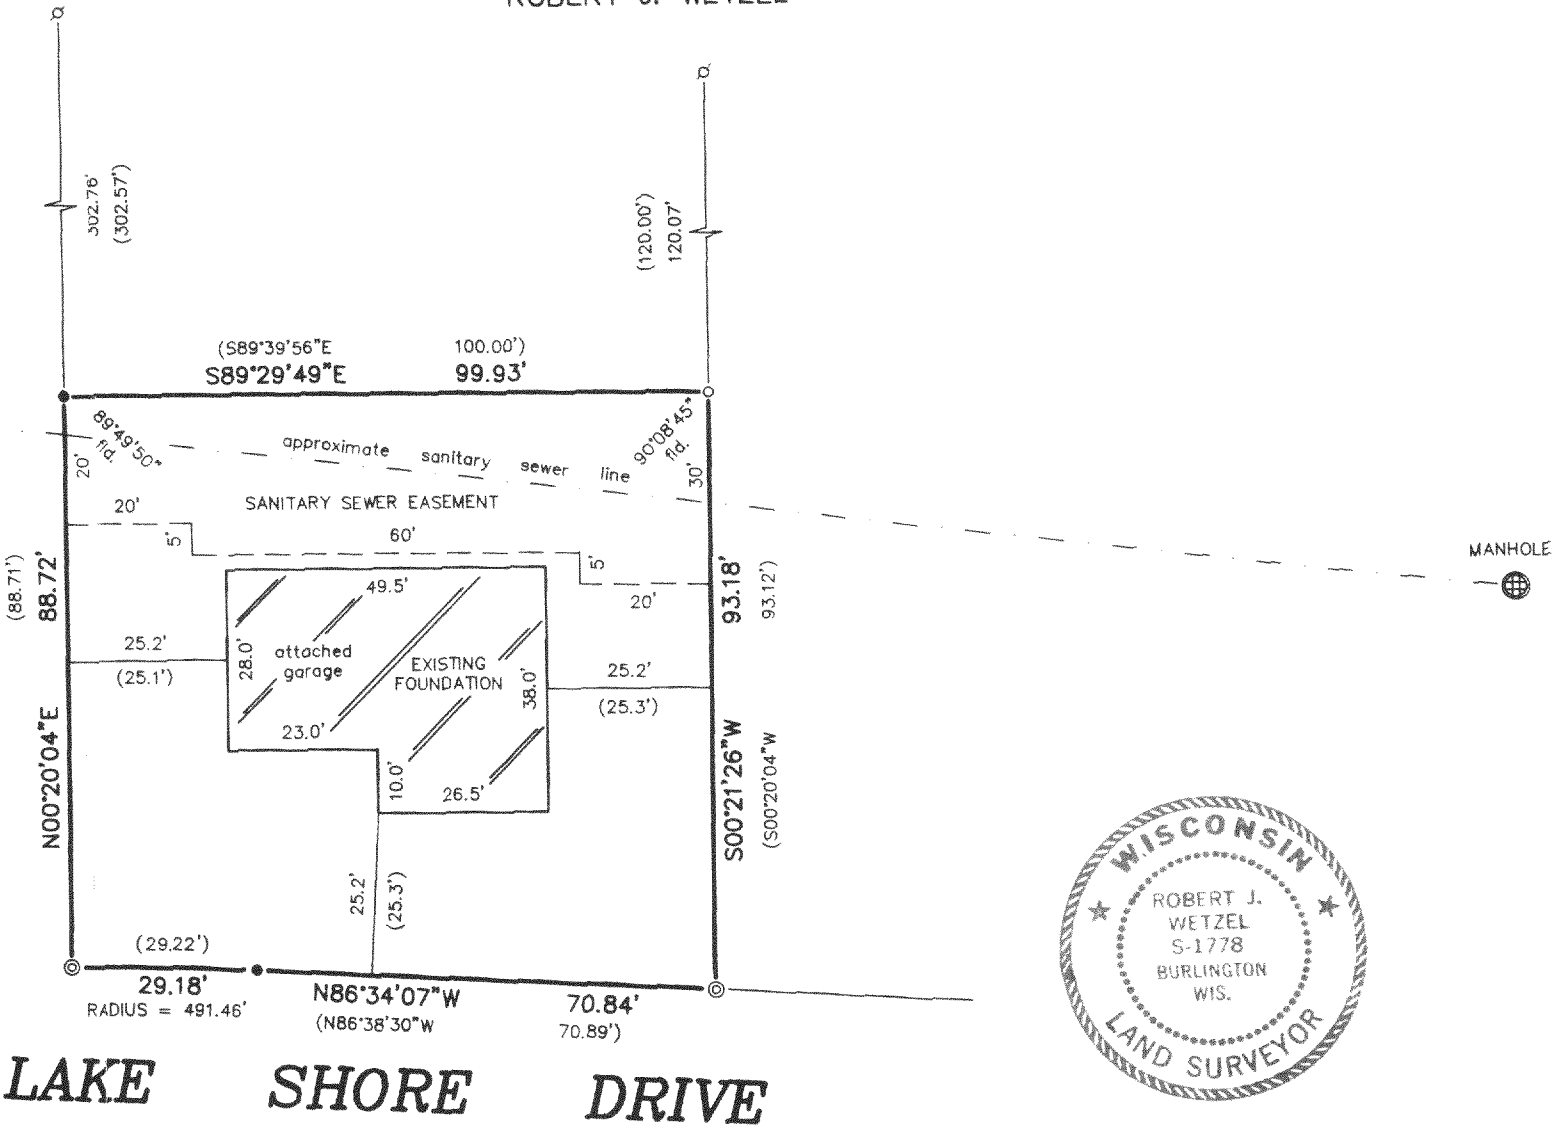 ROBERT J. WETZEL
302.76'
(302.57')
(120.00')
120.07'
(S89°39'56"E 100.00')
S89°29'49"E 99.93'
89°49'50"
fld.
90°08'45"
fld.
20'
approximate sanitary sewer line
30'
SANITARY SEWER EASEMENT
20'
5'
60'
5'
20'
(88.71')
88.72'
N00°20'04"E
93.18'
93.12')
S00°21'26"W
(S00°20'04"W
MANHOLE
49.5'
25.2'
(25.1')
28.0'
attached
garage
EXISTING
FOUNDATION
38.0'
25.2'
(25.3')
23.0'
10.0'
26.5'
25.2'
(25.3')
(29.22')
29.18'
RADIUS = 491.46'
N86°34'07"W 70.84'
(N86°38'30"W 70.89')
LAKE SHORE DRIVE
WISCONSIN
ROBERT J.
WETZEL
S-1778
BURLINGTON
WIS.
LAND SURVEYOR